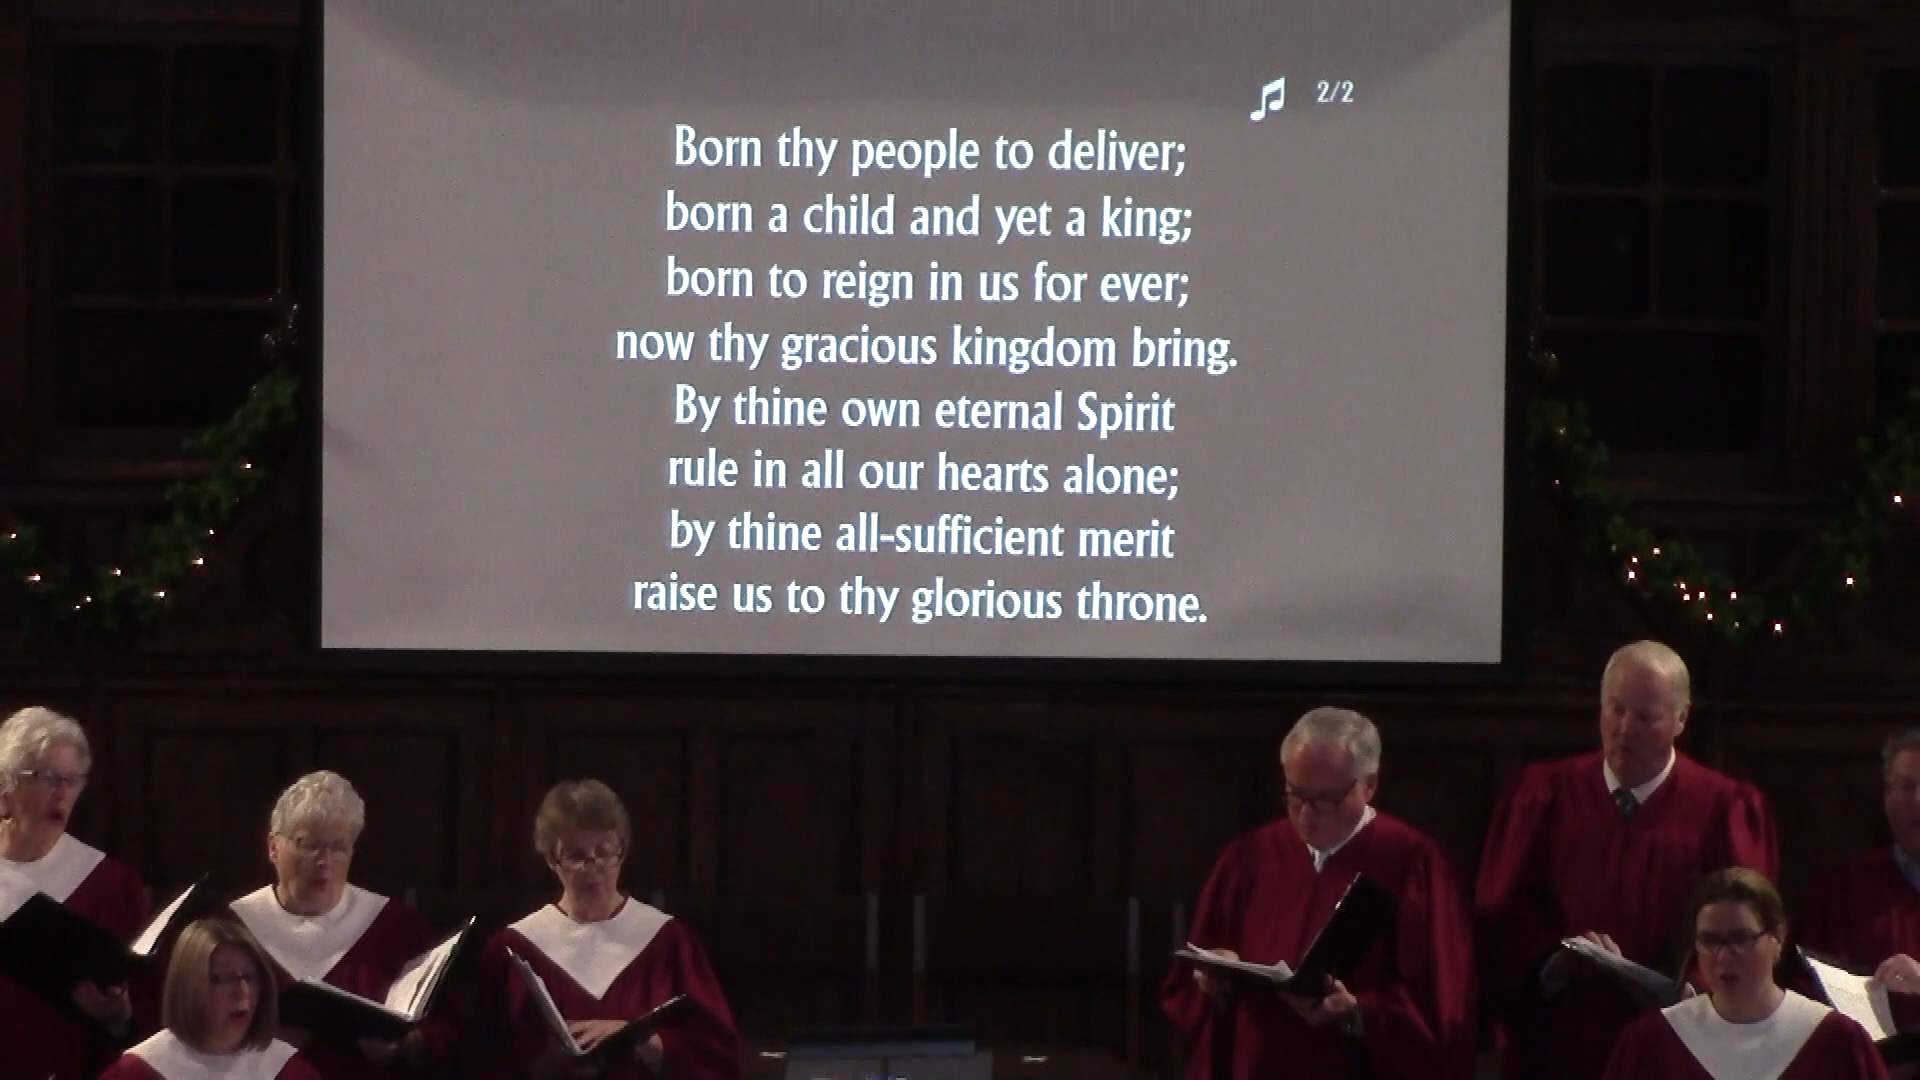 ♫ 2/2
Born thy people to deliver;
born a child and yet a king;
born to reign in us for ever;
now thy gracious kingdom bring.
By thine own eternal Spirit
rule in all our hearts alone;
by thine all-sufficient merit
raise us to thy glorious throne.